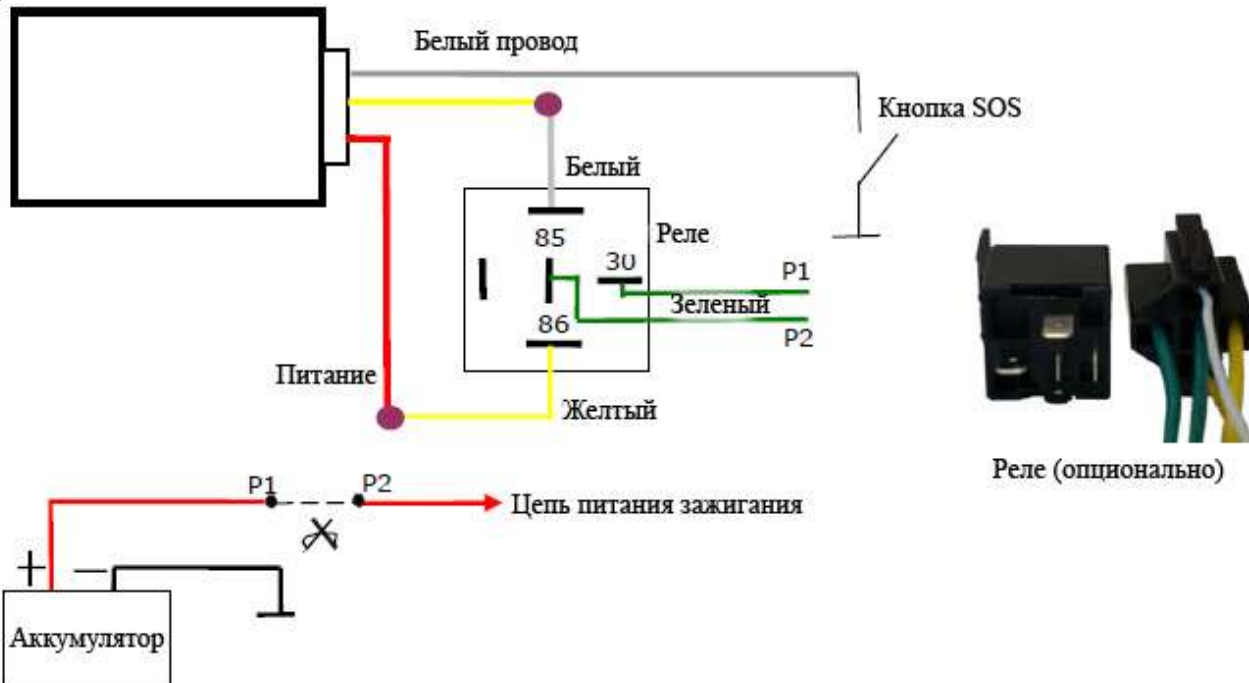 Белый провод
Кнопка SOS
Белый
85
Реле
30
P1
Зеленый
86
P2
Питание
Желтый
Реле (опционально)
P1
P2
Цепь питания зажигания
+
−
Аккумулятор